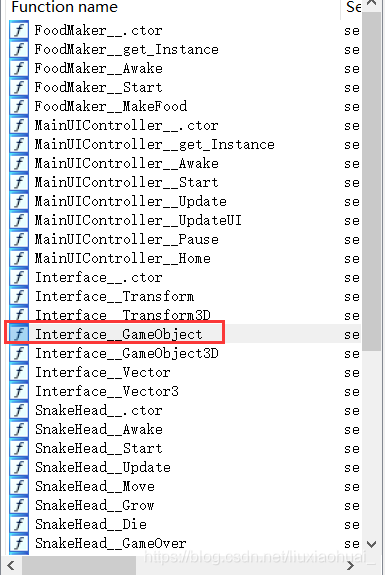 Function name Se
f FoodMaker__.ctor se
f FoodMaker__get_Instance se
f FoodMaker__Awake se
f FoodMaker__Start se
f FoodMaker__MakeFood se
f MainUIController__.ctor se
f MainUIController__get_Instance se
f MainUIController__Awake se
f MainUIController__Start se
f MainUIController__Update se
f MainUIController__UpdateUI se
f MainUIController__Pause se
f MainUIController__Home se
f Interface__.ctor se
f Interface__Transform se
f Interface__Transform3D se
f Interface__GameObject se
f Interface__GameObject3D se
f Interface__Vector se
f Interface__Vector3 se
f SnakeHead__.ctor se
f SnakeHead__Awake se
f SnakeHead__Start se
f SnakeHead__Update se
f SnakeHead__Move se
f SnakeHead__Grow se
f SnakeHead__Die se
f SnakeHead__GameOver se
https://blog.csdn.net/liuxiaohuai_